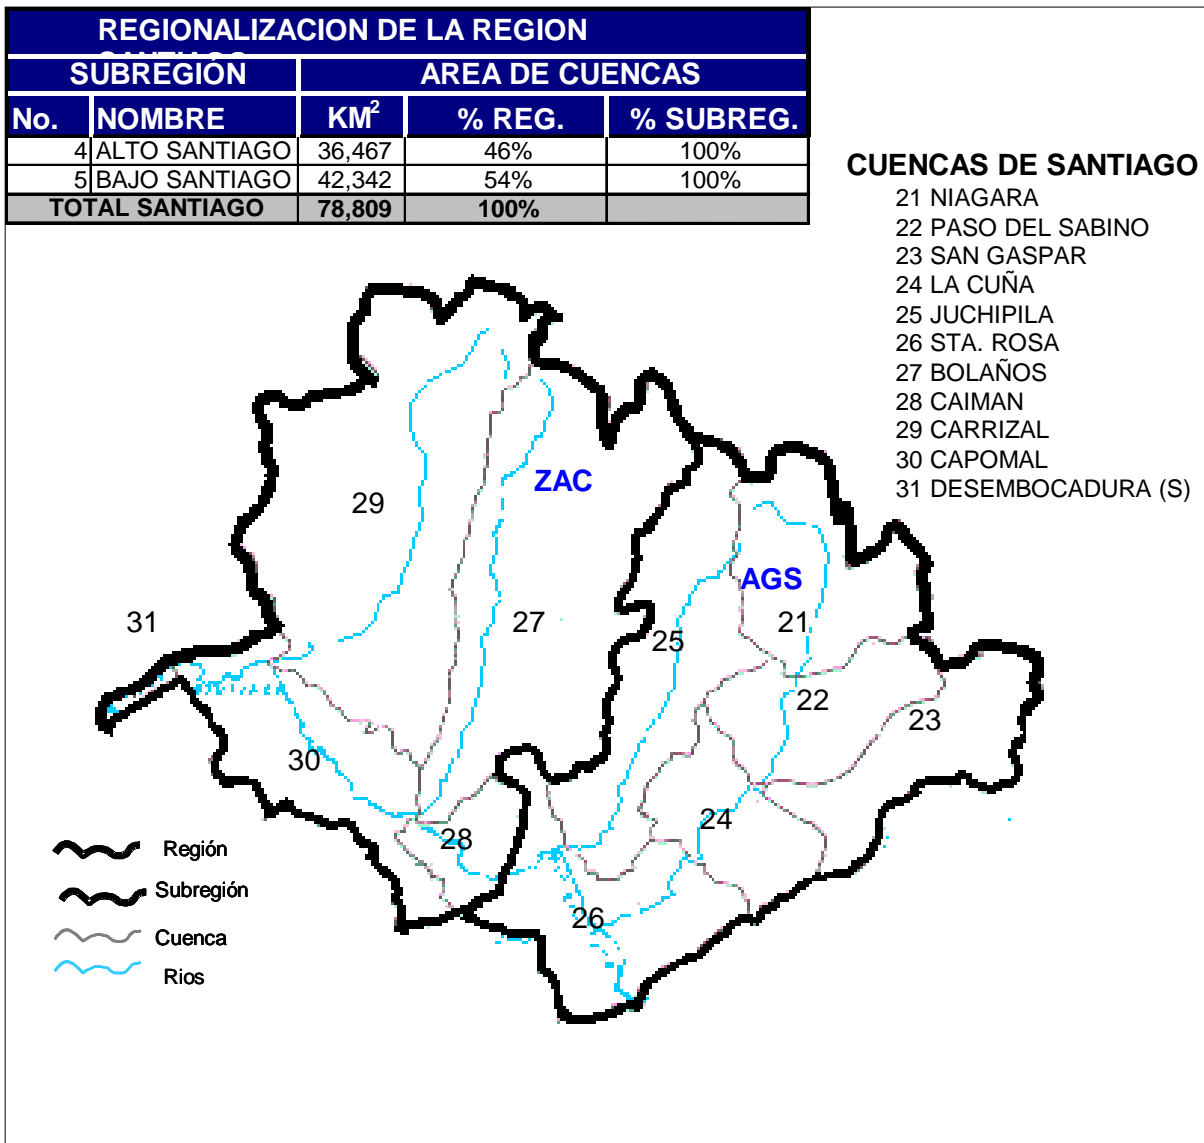 REGIONALIZACION DE LA REGION
SUBREGIÓN AREA DE CUENCAS
No. NOMBRE KM² % REG. % SUBREG.
4 ALTO SANTIAGO 36,467 46% 100%
5 BAJO SANTIAGO 42,342 54% 100%
TOTAL SANTIAGO 78,809 100%
CUENCAS DE SANTIAGO
21 NIAGARA
22 PASO DEL SABINO
23 SAN GASPAR
24 LA CUÑA
25 JUCHIPILA
26 STA. ROSA
27 BOLAÑOS
28 CAIMAN
29 CARRIZAL
30 CAPOMAL
31 DESEMBOCADURA (S)
ZAC
29
AGS
31
27
25
21
22
23
30
24
28
26
Región
Subregión
Cuenca
Rios